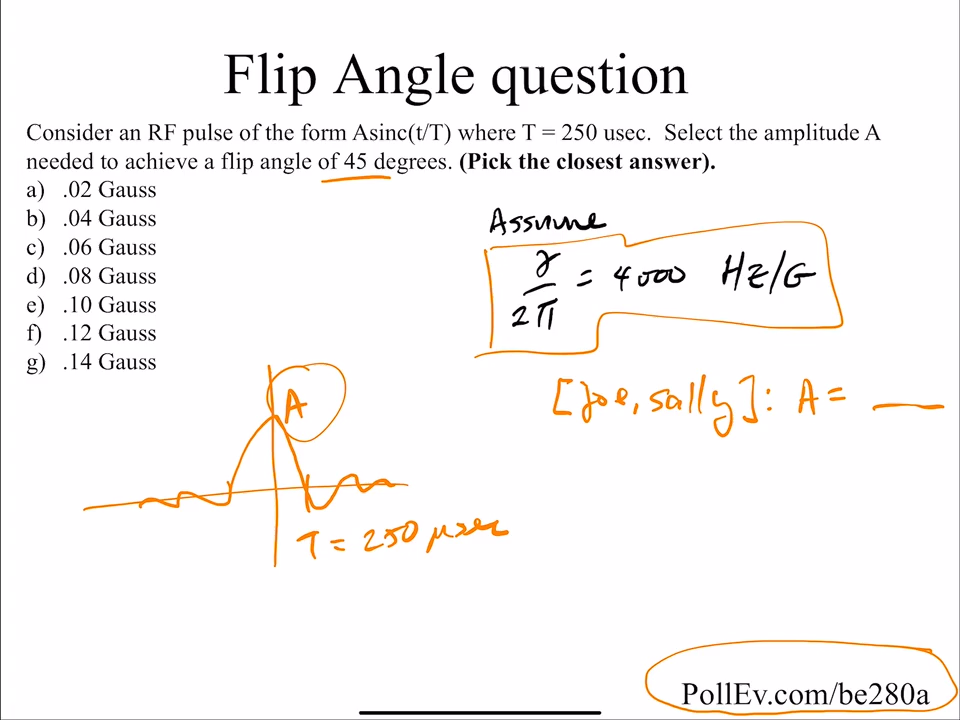 Flip Angle question
Consider an RF pulse of the form Asinc(t/T) where T = 250 usec. Select the amplitude A
needed to achieve a flip angle of 45 degrees. (Pick the closest answer).
a) .02 Gauss
b) .04 Gauss
c) .06 Gauss
d) .08 Gauss
e) .10 Gauss
f) .12 Gauss
g) .14 Gauss
Assume
γ/2π = 4000 Hz/G
[Joe, sally]: A = __
A
T = 250 μsec
PollEv.com/be280a